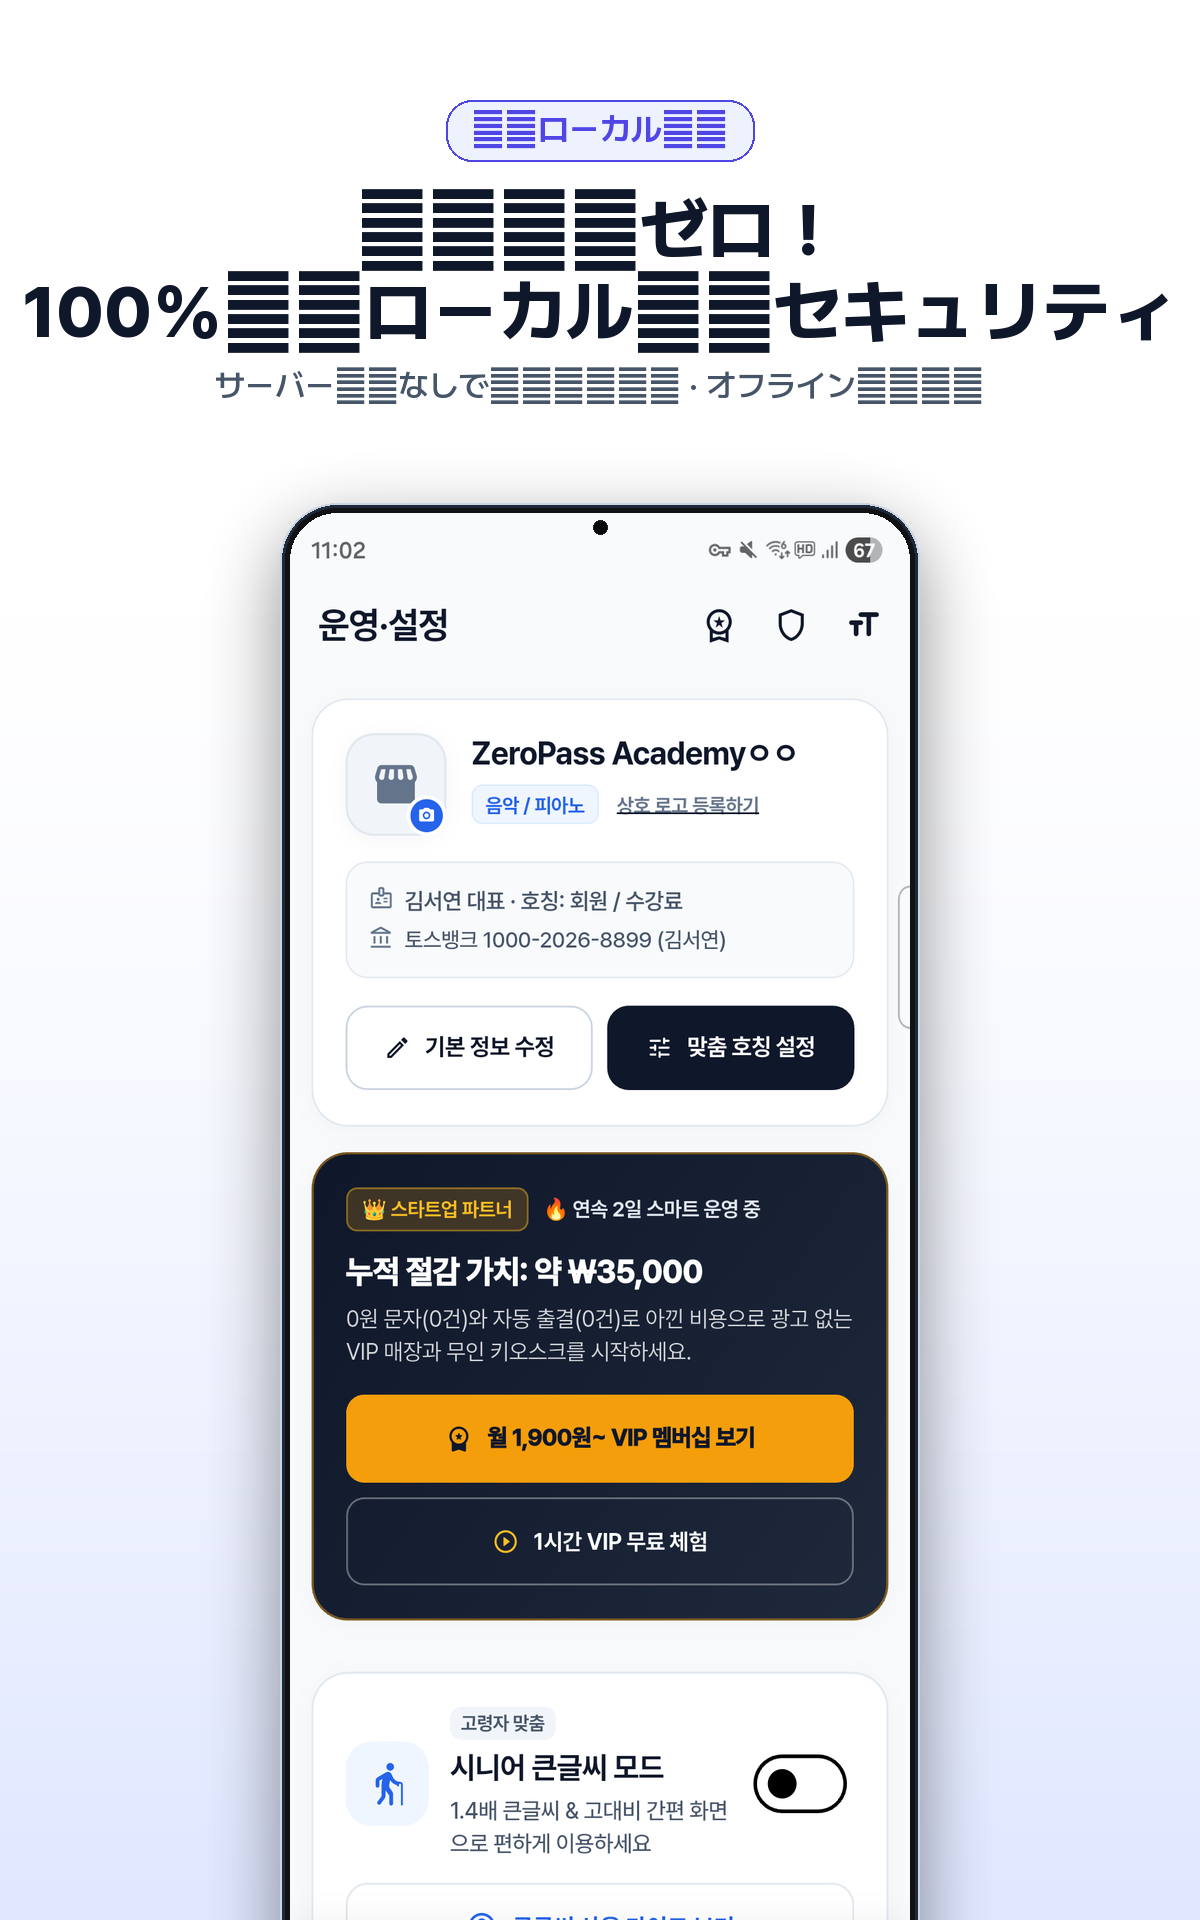 ローカル
ゼロ！
100% ローカル セキュリティ
サーバー なしで · オフライン
11:02
HD
67
운영·설정
ZeroPass Academyㅇㅇ
음악 / 피아노
상호 로고 등록하기
김서연 대표 · 호칭: 회원 / 수강료
토스뱅크 1000-2026-8899 (김서연)
기본 정보 수정
맞춤 호칭 설정
👑 스타트업 파트너
🔥 연속 2일 스마트 운영 중
누적 절감 가치: 약 ₩35,000
0원 문자(0건)와 자동 출결(0건)로 아낀 비용으로 광고 없는
VIP 매장과 무인 키오스크를 시작하세요.
월 1,900원~ VIP 멤버십 보기
1시간 VIP 무료 체험
고령자 맞춤
시니어 큰글씨 모드
1.4배 큰글씨 & 고대비 간편 화면
으로 편하게 이용하세요